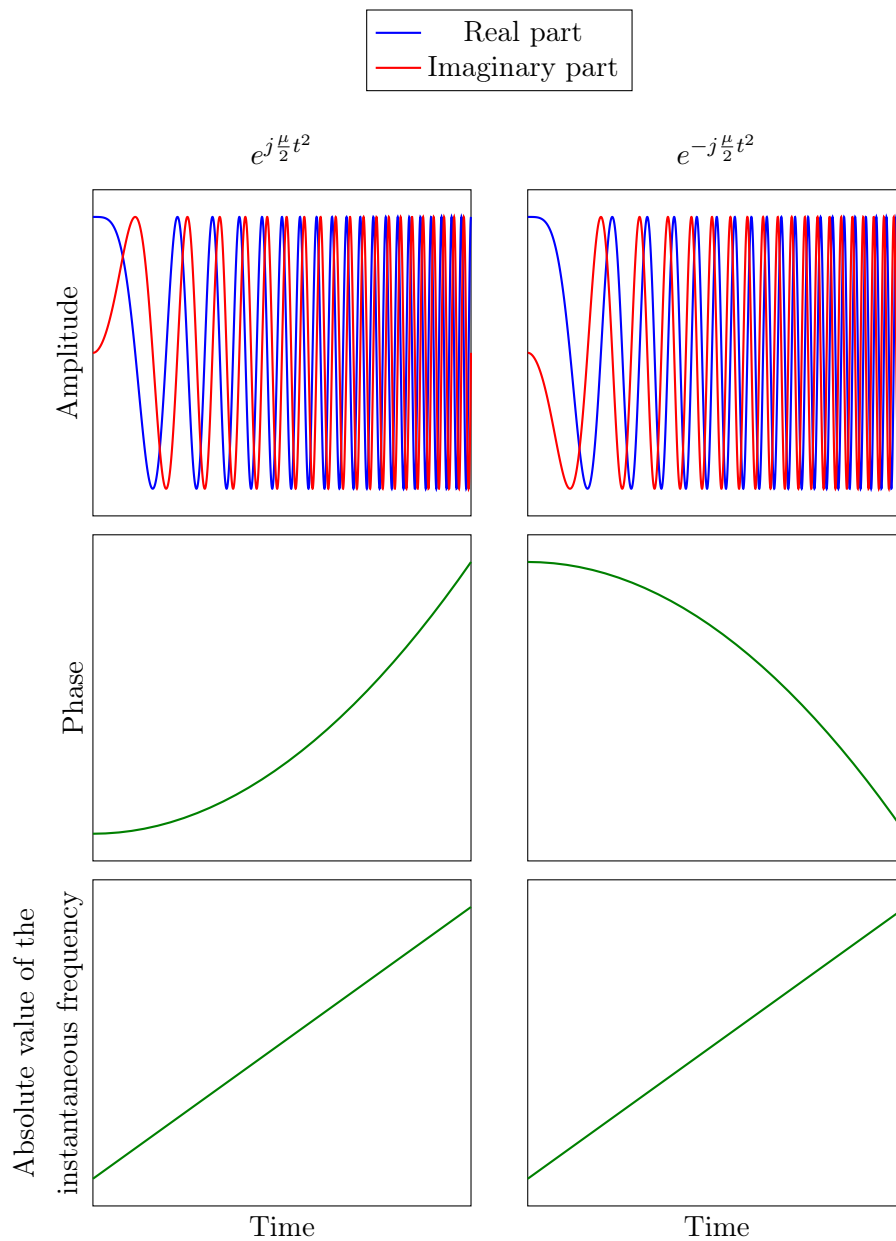 Real part
Imaginary part
$e^{j\frac{\mu}{2}t^2}$
$e^{-j\frac{\mu}{2}t^2}$
Amplitude
Phase
Absolute value of the
instantaneous frequency
Time
Time